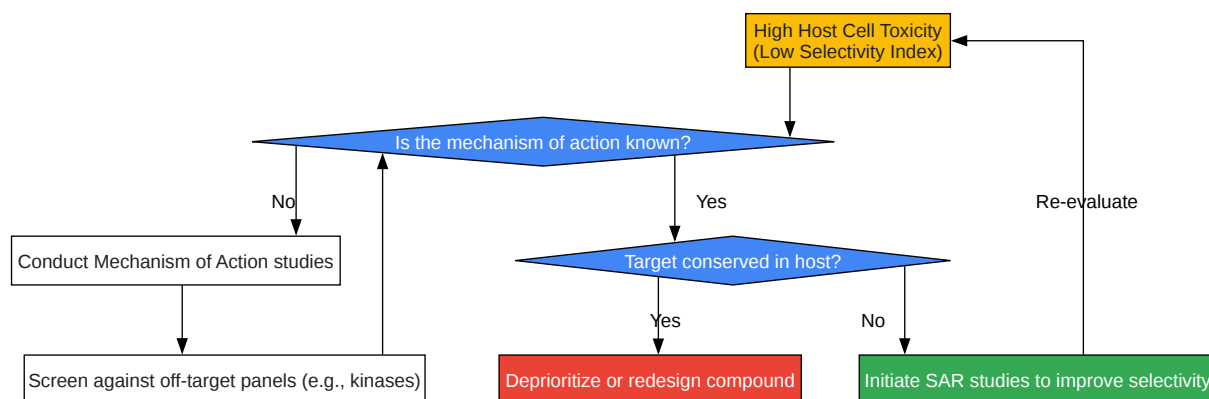 High Host Cell Toxicity
(Low Selectivity Index)
Is the mechanism of action known?
No
Yes
Re-evaluate
Conduct Mechanism of Action studies
Target conserved in host?
Yes
No
Screen against off-target panels (e.g., kinases)
Deprioritize or redesign compound
Initiate SAR studies to improve selectivity